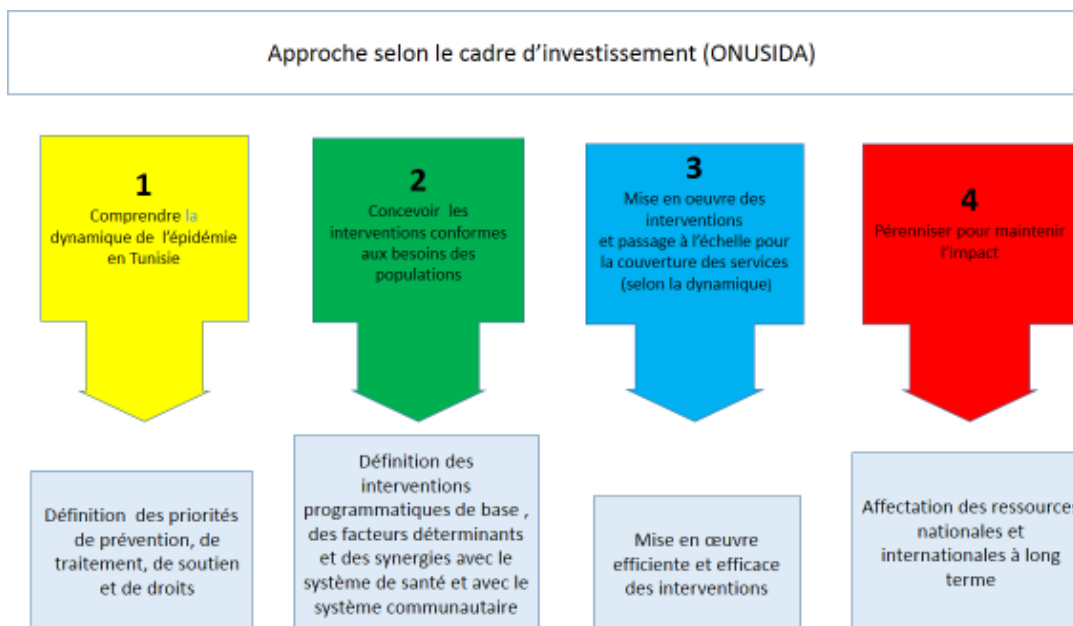 Approche selon le cadre d’investissement (ONUSIDA)
1
Comprendre la
dynamique de l’épidémie
en Tunisie
2
Concevoir les
interventions conformes
aux besoins des
populations
3
Mise en oeuvre des
interventions
et passage à l’échelle pour
la couverture des services
(selon la dynamique)
4
Pérenniser pour maintenir
l’impact
Définition des priorités
de prévention, de
traitement, de soutien
et de droits
Définition des
interventions
programmatiques de base ,
des facteurs déterminants
et des synergies avec le
système de santé et avec le
système communautaire
Mise en œuvre
efficiente et efficace
des interventions
Affectation des ressources
nationales et
internationales à long
terme